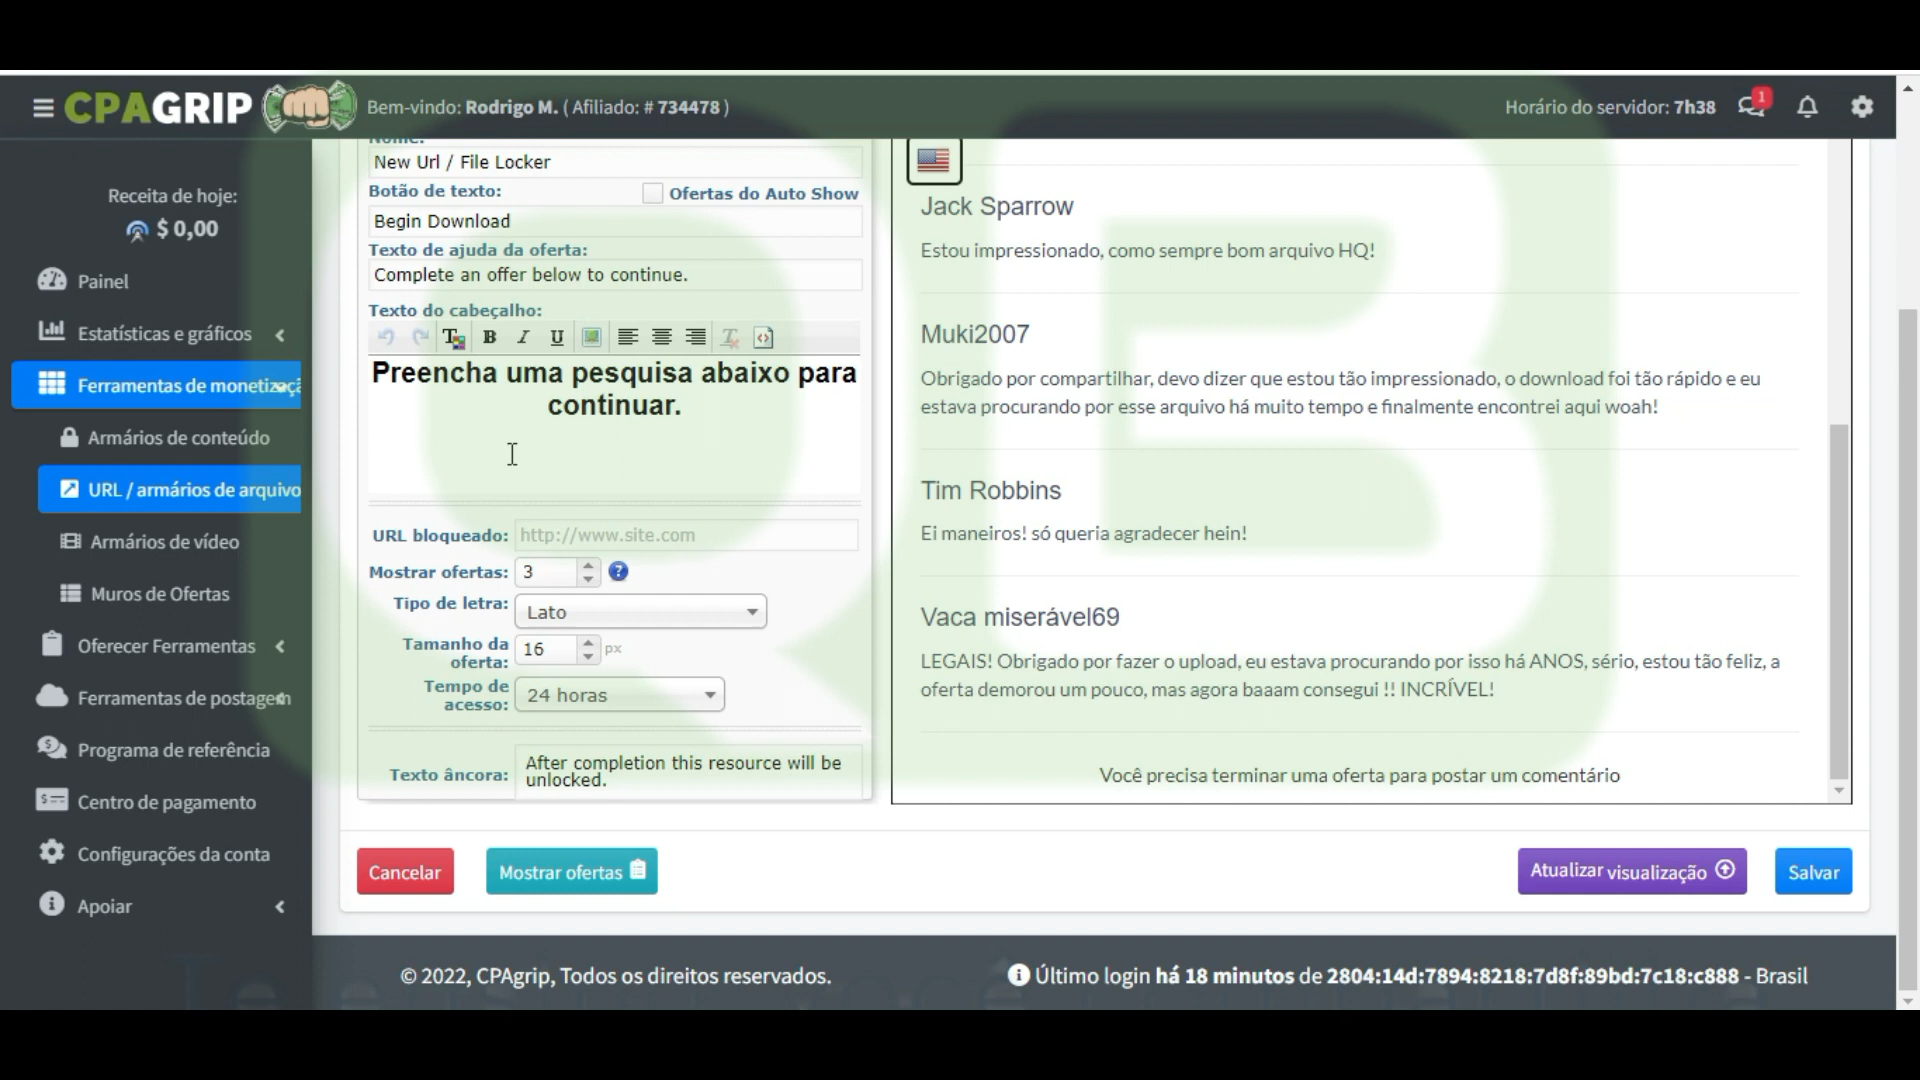 CPAGRIP
Bem-vindo: Rodrigo M. ( Afiliado: # 734478 )
Horário do servidor: 7h38
1
Receita de hoje:
$ 0,00
Painel
Estatísticas e gráficos
Ferramentas de monetizaçã
Armários de conteúdo
URL / armários de arquivo
Armários de vídeo
Muros de Ofertas
Oferecer Ferramentas
Ferramentas de postagem
Programa de referência
Centro de pagamento
Configurações da conta
Apoiar
Nome:
New Url / File Locker
Botão de texto:
Ofertas do Auto Show
Begin Download
Texto de ajuda da oferta:
Complete an offer below to continue.
Texto do cabeçalho:
B I U
Preencha uma pesquisa abaixo para
continuar.
URL bloqueado: http://www.site.com
Mostrar ofertas: 3
Tipo de letra: Lato
Tamanho da
oferta: 16 px
Tempo de
acesso: 24 horas
Texto âncora: After completion this resource will be
unlocked.
Jack Sparrow
Estou impressionado, como sempre bom arquivo HQ!
Muki2007
Obrigado por compartilhar, devo dizer que estou tão impressionado, o download foi tão rápido e eu
estava procurando por esse arquivo há muito tempo e finalmente encontrei aqui woah!
Tim Robbins
Ei maneiros! só queria agradecer hein!
Vaca miserável69
LEGAIS! Obrigado por fazer o upload, eu estava procurando por isso há ANOS, sério, estou tão feliz, a
oferta demorou um pouco, mas agora baaam consegui !! INCRÍVEL!
Você precisa terminar uma oferta para postar um comentário
Cancelar
Mostrar ofertas
Atualizar visualização
Salvar
© 2022, CPAgrip, Todos os direitos reservados.
Último login há 18 minutos de 2804:14d:7894:8218:7d8f:89bd:7c18:c888 - Brasil